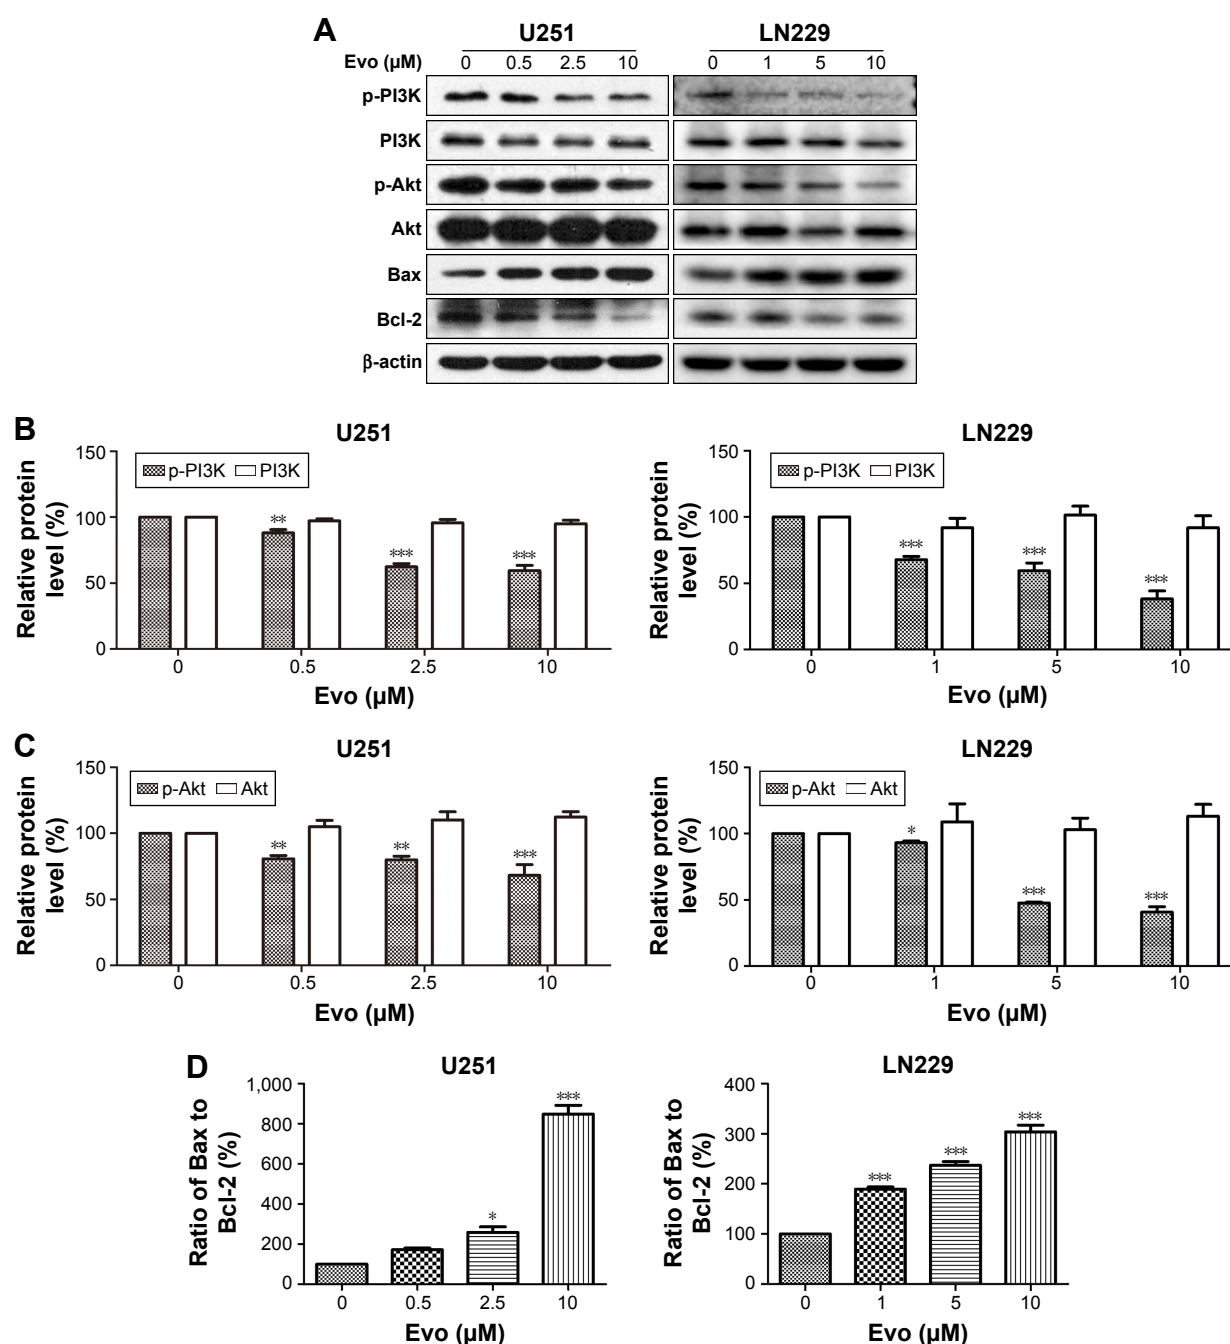 A
U251 LN229
Evo (µM) 0 0.5 2.5 10 0 1 5 10
p-PI3K
PI3K
p-Akt
Akt
Bax
Bcl-2
β-actin
B
U251
Relative protein
level (%)
150
100
50
0
p-PI3K PI3K
**
***
***
0 0.5 2.5 10
Evo (µM)
LN229
Relative protein
level (%)
150
100
50
0
p-PI3K PI3K
***
***
***
0 1 5 10
Evo (µM)
C
U251
Relative protein
level (%)
150
100
50
0
p-Akt Akt
**
**
***
0 0.5 2.5 10
Evo (µM)
LN229
Relative protein
level (%)
150
100
50
0
p-Akt Akt
*
***
***
0 1 5 10
Evo (µM)
D
U251
Ratio of Bax to
Bcl-2 (%)
1,000
800
600
400
200
0
*
***
0 0.5 2.5 10
Evo (µM)
LN229
Ratio of Bax to
Bcl-2 (%)
400
300
200
100
0
***
***
***
0 1 5 10
Evo (µM)